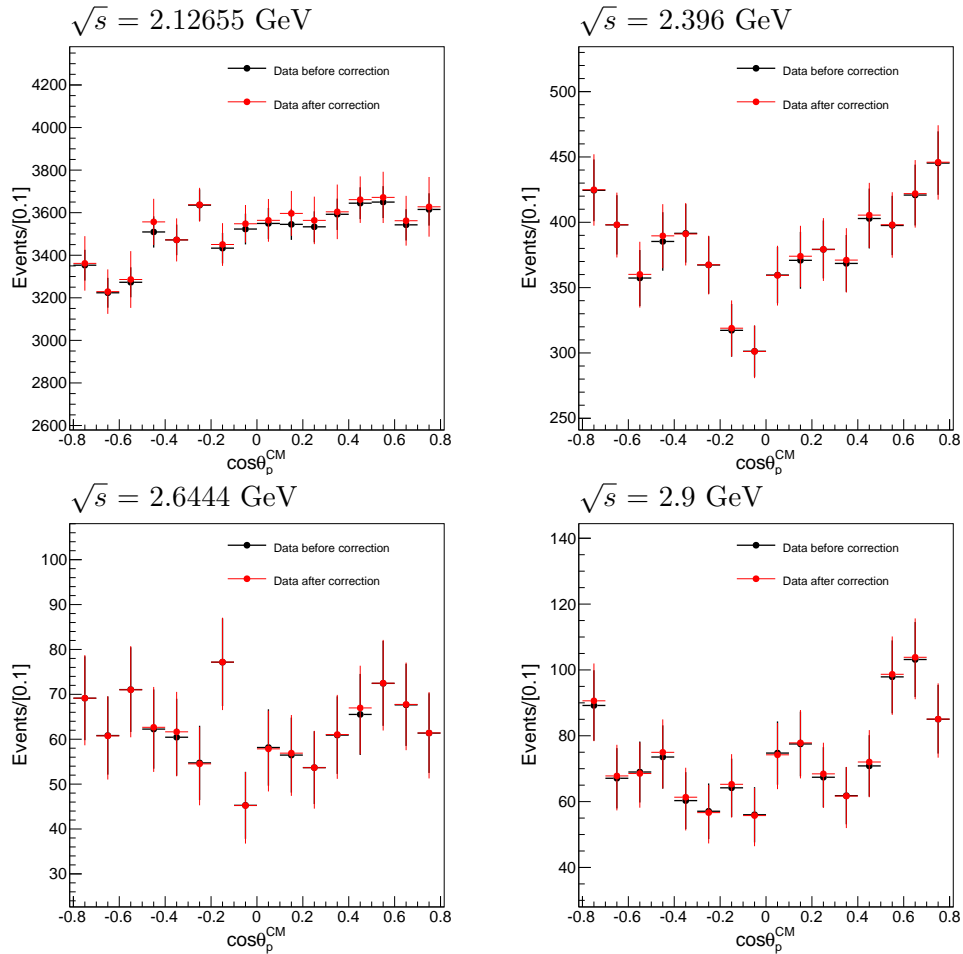 √s = 2.12655 GeV
Events/[0.1]
4200
4000
3800
3600
3400
3200
3000
2800
2600
Data before correction
Data after correction
-0.8 -0.6 -0.4 -0.2 0 0.2 0.4 0.6 0.8
cosθ_p^CM
√s = 2.396 GeV
Events/[0.1]
500
450
400
350
300
250
Data before correction
Data after correction
-0.8 -0.6 -0.4 -0.2 0 0.2 0.4 0.6 0.8
cosθ_p^CM
√s = 2.6444 GeV
Events/[0.1]
100
90
80
70
60
50
40
30
Data before correction
Data after correction
-0.8 -0.6 -0.4 -0.2 0 0.2 0.4 0.6 0.8
cosθ_p^CM
√s = 2.9 GeV
Events/[0.1]
140
120
100
80
60
40
Data before correction
Data after correction
-0.8 -0.6 -0.4 -0.2 0 0.2 0.4 0.6 0.8
cosθ_p^CM